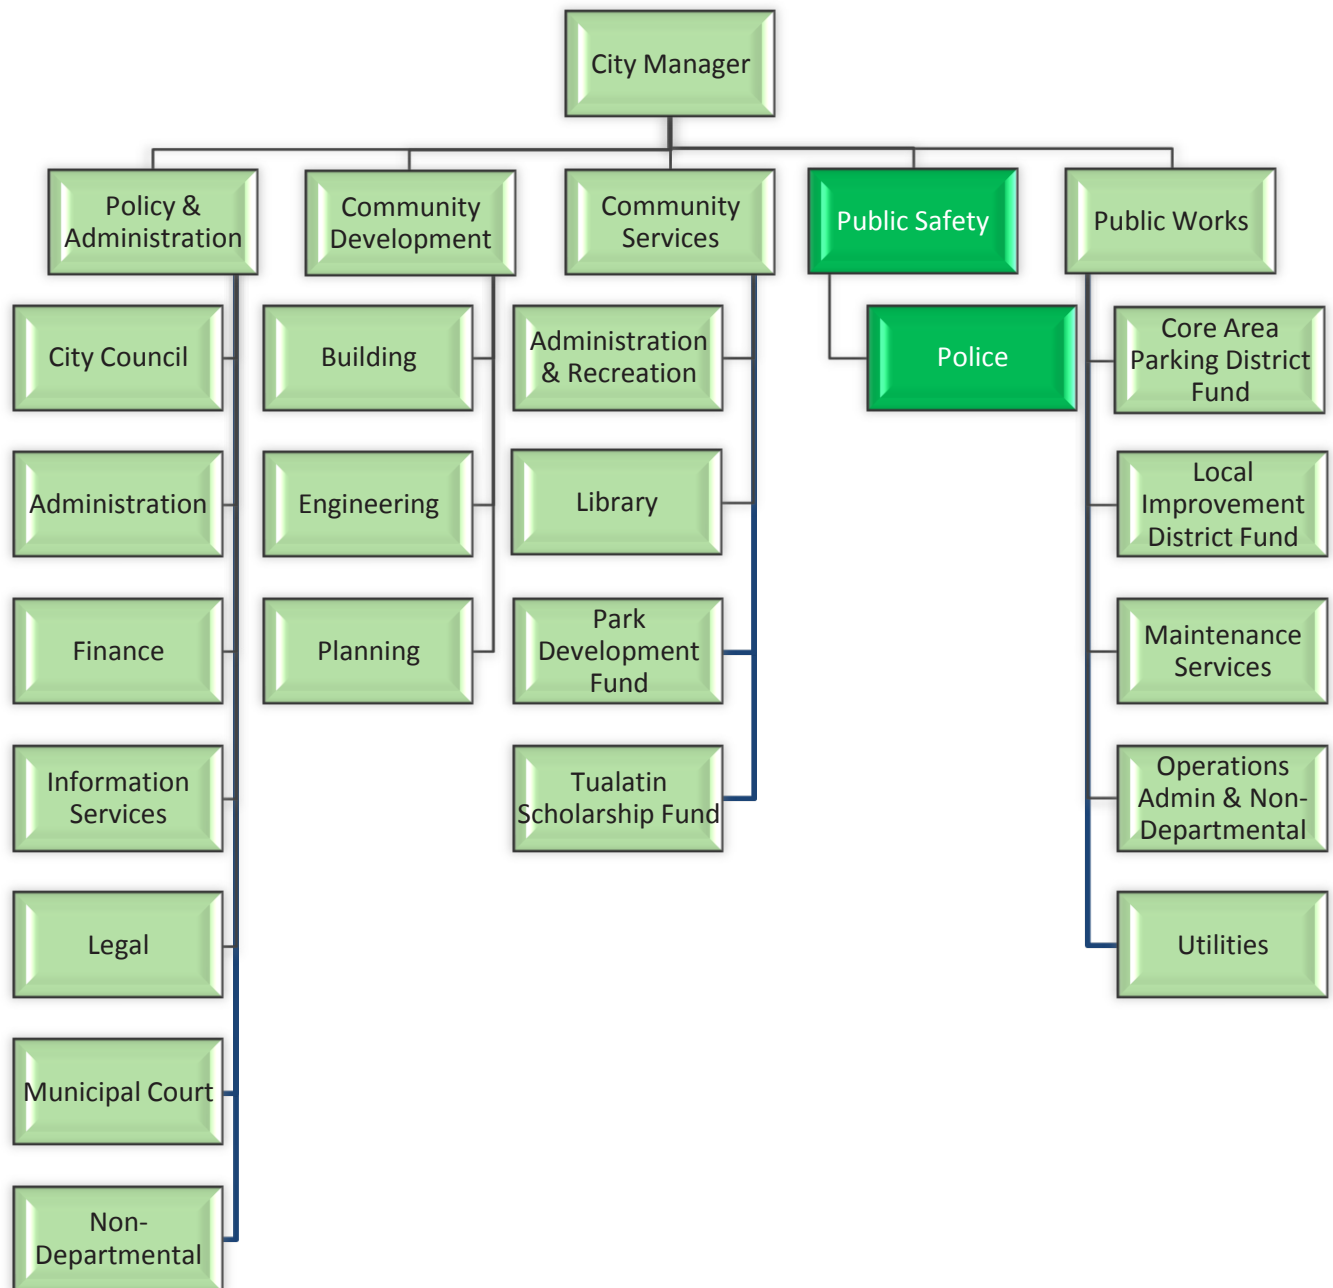 City Manager
Policy &
Administration
Community
Development
Community
Services
Public Safety
Public Works
City Council
Administration
Finance
Information
Services
Legal
Municipal Court
Non-
Departmental
Building
Engineering
Planning
Administration
& Recreation
Library
Park
Development
Fund
Tualatin
Scholarship Fund
Police
Core Area
Parking District
Fund
Local
Improvement
District Fund
Maintenance
Services
Operations
Admin & Non-
Departmental
Utilities